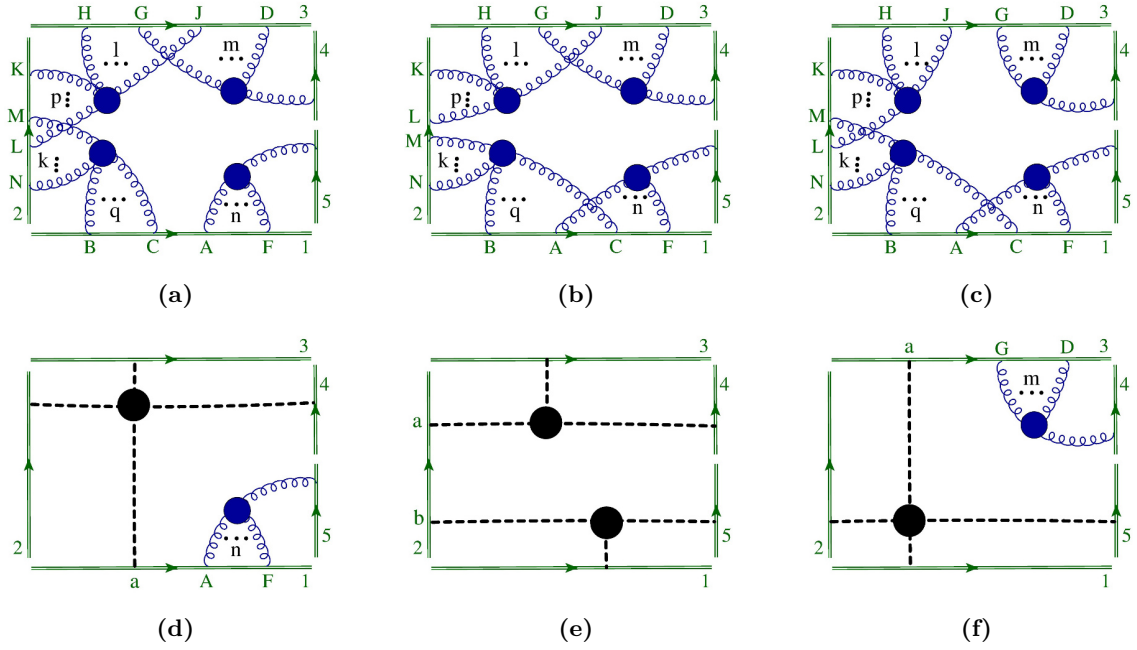 H G J D 3
l m
4
K
p
M
L
k
N
q n
2 5
B C A F 1
(a)
H G J D 3
l m
4
K
p
L
M
k
N
q n
2 5
B A C F 1
(b)
H J G D 3
l m
4
K
p
M
L
k
N
q n
2 5
B A C F 1
(c)
3
4
n
2 5
a A F 1
(d)
3
4
a
b
2 5
1
(e)
a G D 3
m
4
2 5
1
(f)